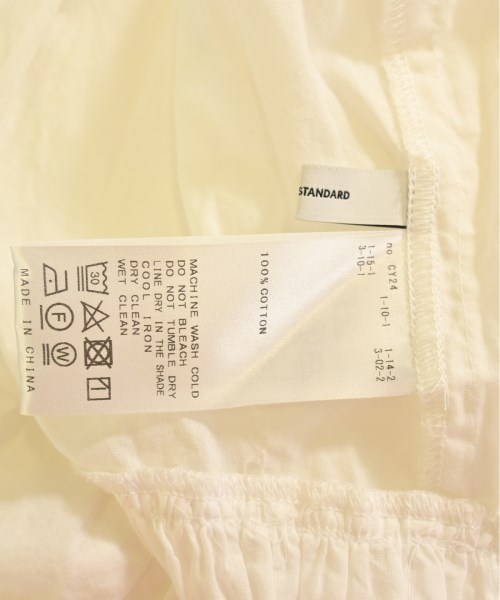 STANDARD
no CY24 1-10-1 1-14-2
1-15-1 3-02-2
3-10-1
100% COTTON
MACHINE WASH COLD
DO NOT BLEACH
DO NOT TUMBLE DRY
LINE DRY IN THE SHADE
COOL IRON
DRY CLEAN
WET CLEAN
30
F
W
MADE IN CHINA